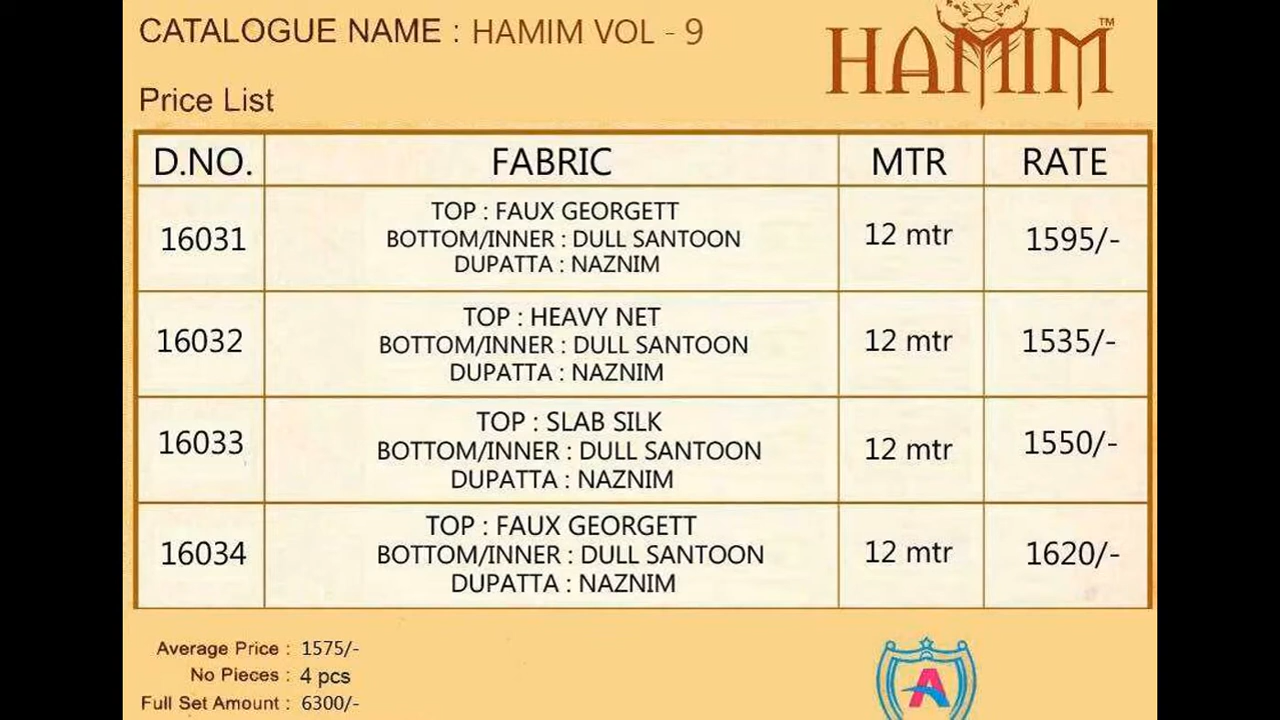 CATALOGUE NAME : HAMIM VOL - 9
HAMIM™
Price List
D.NO. FABRIC MTR RATE
TOP : FAUX GEORGETT
16031 BOTTOM/INNER : DULL SANTOON 12 mtr 1595/-
DUPATTA : NAZNIM
TOP : HEAVY NET
16032 BOTTOM/INNER : DULL SANTOON 12 mtr 1535/-
DUPATTA : NAZNIM
TOP : SLAB SILK
16033 BOTTOM/INNER : DULL SANTOON 12 mtr 1550/-
DUPATTA : NAZNIM
TOP : FAUX GEORGETT
16034 BOTTOM/INNER : DULL SANTOON 12 mtr 1620/-
DUPATTA : NAZNIM
Average Price : 1575/-
No Pieces : 4 pcs
Full Set Amount : 6300/-
A